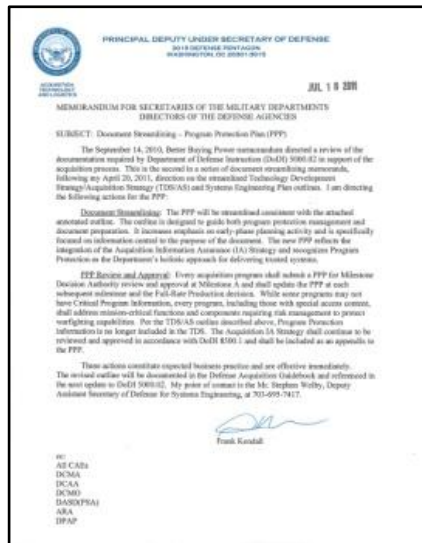 PRINCIPAL DEPUTY UNDER SECRETARY OF DEFENSE
3015 DEFENSE PENTAGON
WASHINGTON, DC 20301-3015
ACQUISITION
TECHNOLOGY
AND LOGISTICS
JUL 18 2011
MEMORANDUM FOR SECRETARIES OF THE MILITARY DEPARTMENTS
DIRECTORS OF THE DEFENSE AGENCIES
SUBJECT: Document Streamlining – Program Protection Plan (PPP)
The September 14, 2010, Better Buying Power memorandum directed a review of the
documentation required by Department of Defense Instruction (DoDI) 5000.02 in support of the
acquisition process. This is the second in a series of document streamlining memoranda,
following my April 20, 2011, direction on the streamlined Technology Development
Strategy/Acquisition Strategy (TDS/AS) and Systems Engineering Plan outlines. I am directing
the following actions for the PPP:
Document Streamlining: The PPP will be streamlined consistent with the attached
annotated outline. The outline is designed to guide both program protection management and
document preparation. It increases emphasis on early-phase planning activity and is specifically
focused on information central to the purpose of the document. The new PPP reflects the
integration of the Acquisition Information Assurance (IA) Strategy and recognizes Program
Protection as the Department's holistic approach for delivering trusted systems.
PPP Review and Approval: Every acquisition program shall submit a PPP for Milestone
Decision Authority review and approval at Milestone A and shall update the PPP at each
subsequent milestone and the Full-Rate Production decision. While some programs may not
have Critical Program Information, every program, including those with special access content,
shall address mission-critical functions and components requiring risk management to protect
warfighting capabilities. Per the TDS/AS outline described above, Program Protection
information is no longer included in the TDS. The Acquisition IA Strategy shall continue to be
reviewed and approved in accordance with DoDI 8500.1 and shall be included as an appendix to
the PPP.
These actions constitute expected business practice and are effective immediately.
The revised outline will be documented in the Defense Acquisition Guidebook and referenced in
the next update to DoDI 5000.02. My point of contact is the Mr. Stephen Welby, Deputy
Assistant Secretary of Defense for Systems Engineering, at 703-695-7417.
Frank Kendall
cc:
All CAEs
DCMA
DCAA
DCMO
DASD(PSA)
ARA
DPAP